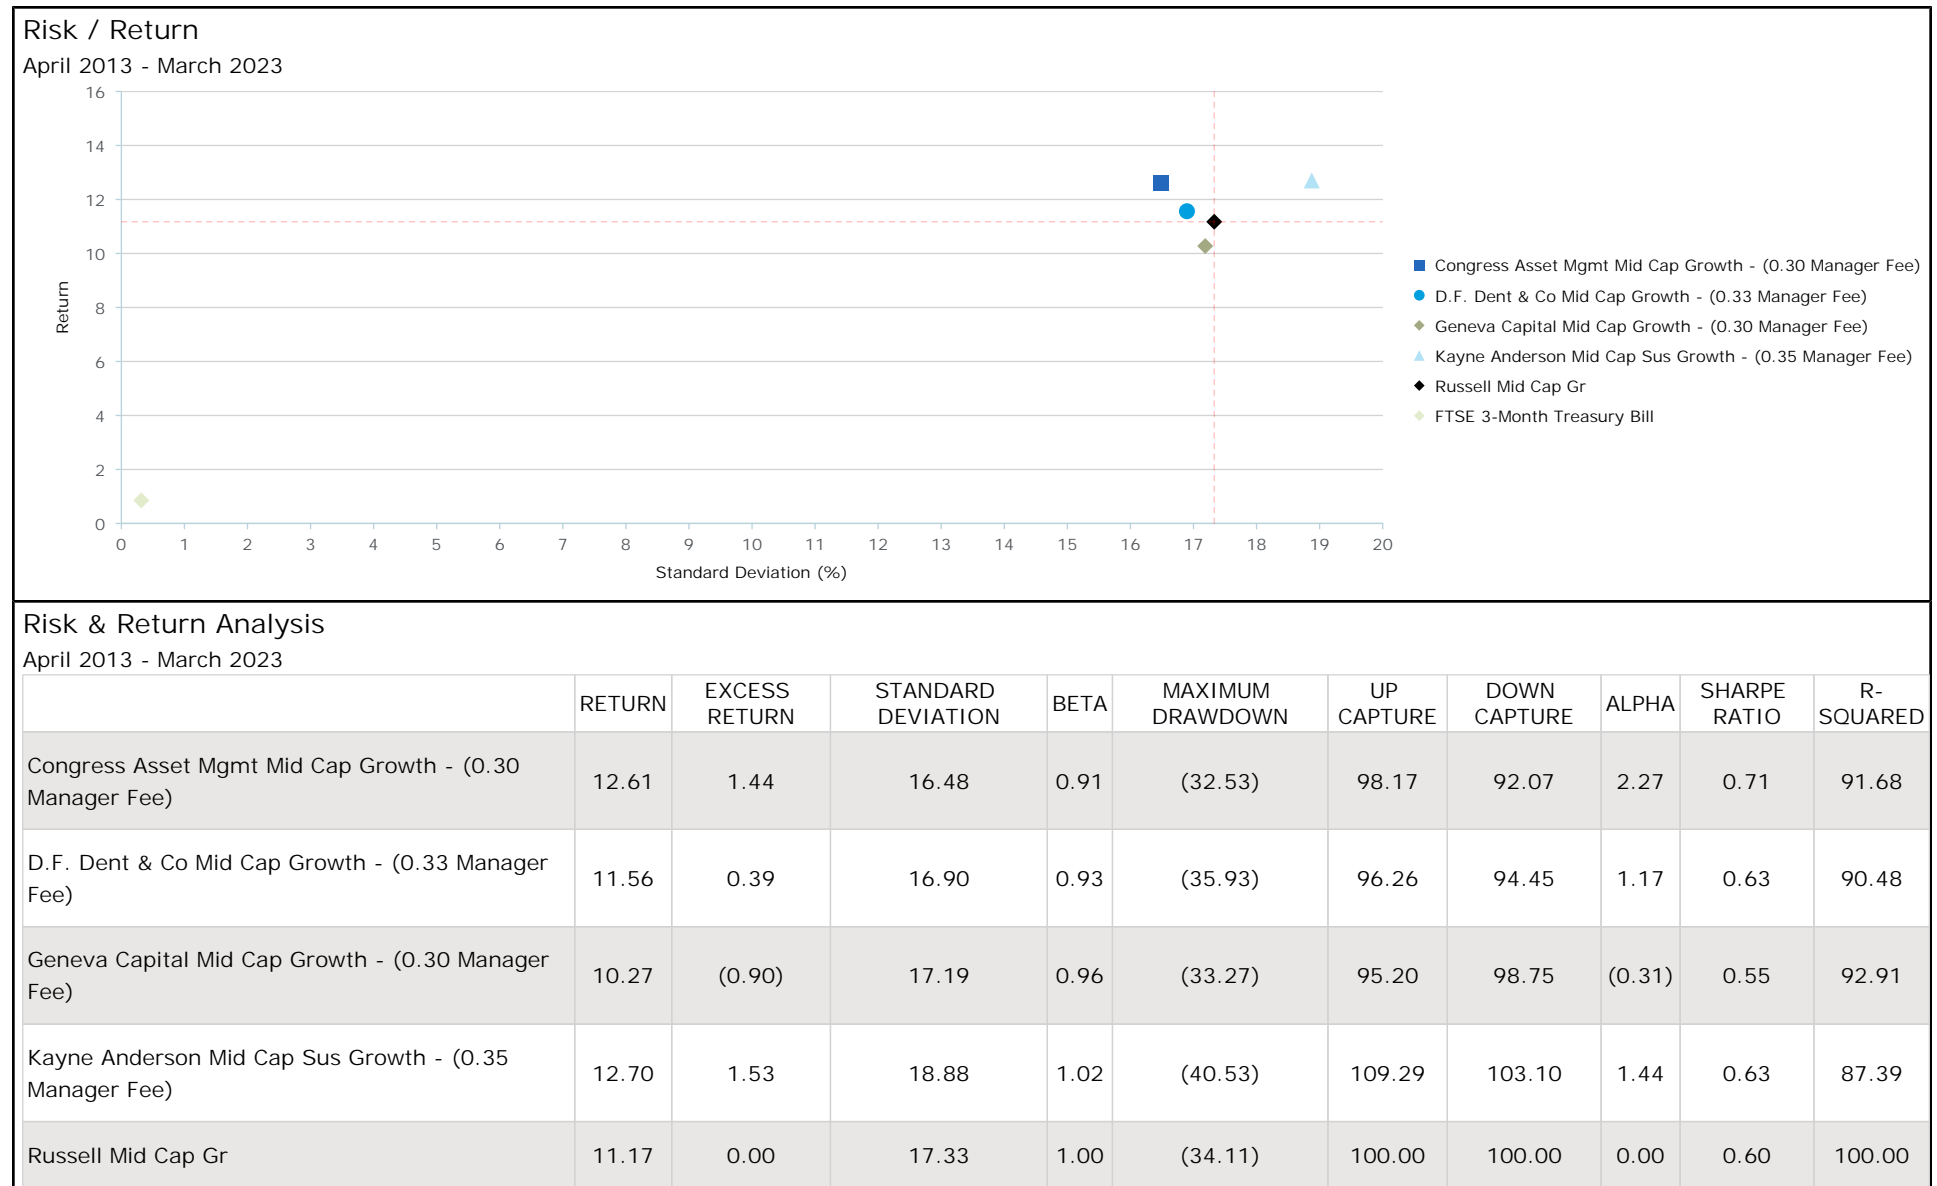 Risk / Return
April 2013 - March 2023
16
14
12
10
8
6
4
2
0
Return
0 1 2 3 4 5 6 7 8 9 10 11 12 13 14 15 16 17 18 19 20
Standard Deviation (%)
Congress Asset Mgmt Mid Cap Growth - (0.30 Manager Fee)
D.F. Dent & Co Mid Cap Growth - (0.33 Manager Fee)
Geneva Capital Mid Cap Growth - (0.30 Manager Fee)
Kayne Anderson Mid Cap Sus Growth - (0.35 Manager Fee)
Russell Mid Cap Gr
FTSE 3-Month Treasury Bill
Risk & Return Analysis
April 2013 - March 2023
RETURN
EXCESS
RETURN
STANDARD
DEVIATION
BETA
MAXIMUM
DRAWDOWN
UP
CAPTURE
DOWN
CAPTURE
ALPHA
SHARPE
RATIO
R-
SQUARED
Congress Asset Mgmt Mid Cap Growth - (0.30
Manager Fee)
12.61 1.44 16.48 0.91 (32.53) 98.17 92.07 2.27 0.71 91.68
D.F. Dent & Co Mid Cap Growth - (0.33 Manager
Fee)
11.56 0.39 16.90 0.93 (35.93) 96.26 94.45 1.17 0.63 90.48
Geneva Capital Mid Cap Growth - (0.30 Manager
Fee)
10.27 (0.90) 17.19 0.96 (33.27) 95.20 98.75 (0.31) 0.55 92.91
Kayne Anderson Mid Cap Sus Growth - (0.35
Manager Fee)
12.70 1.53 18.88 1.02 (40.53) 109.29 103.10 1.44 0.63 87.39
Russell Mid Cap Gr 11.17 0.00 17.33 1.00 (34.11) 100.00 100.00 0.00 0.60 100.00